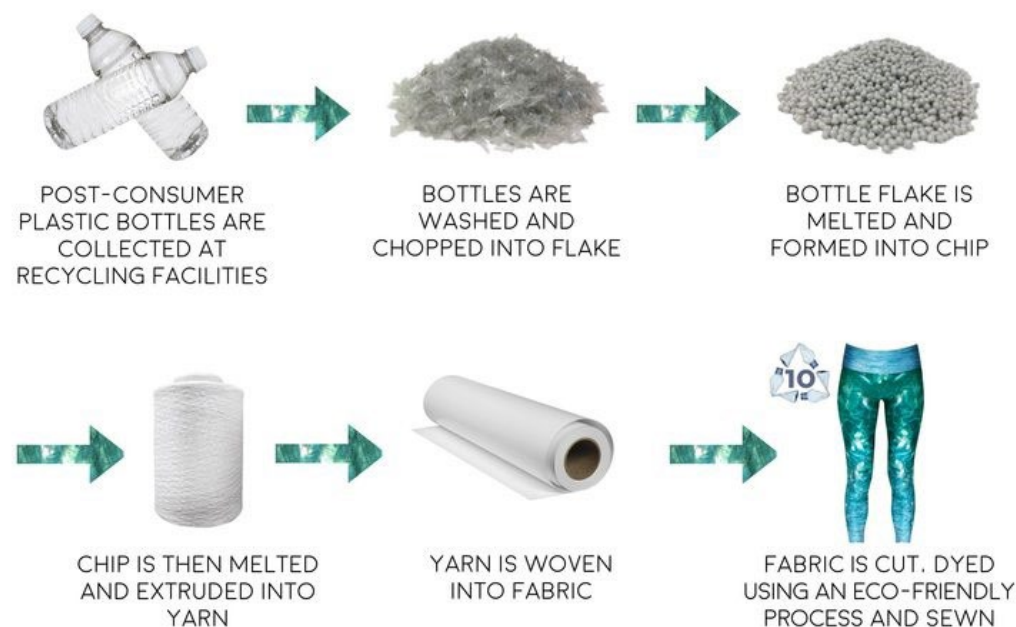 POST-CONSUMER
PLASTIC BOTTLES ARE
COLLECTED AT
RECYCLING FACILITIES
BOTTLES ARE
WASHED AND
CHOPPED INTO FLAKE
BOTTLE FLAKE IS
MELTED AND
FORMED INTO CHIP
CHIP IS THEN MELTED
AND EXTRUDED INTO
YARN
YARN IS WOVEN
INTO FABRIC
10
FABRIC IS CUT. DYED
USING AN ECO-FRIENDLY
PROCESS AND SEWN